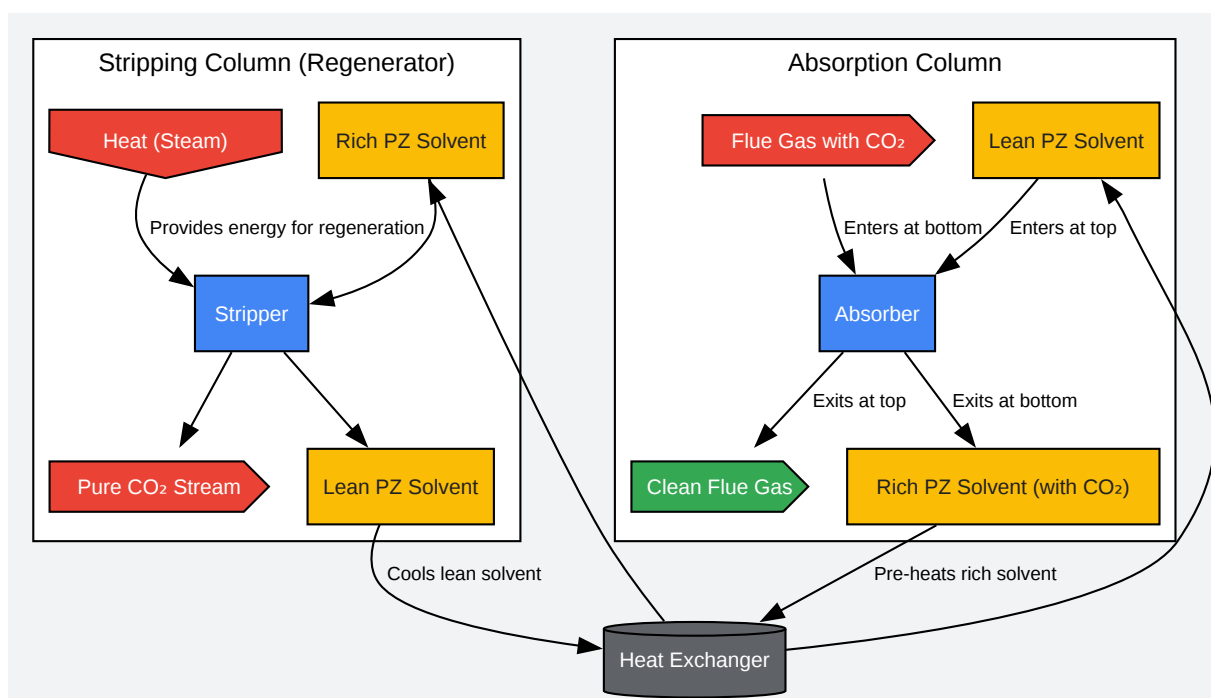 Stripping Column (Regenerator)
Absorption Column
Heat (Steam)
Rich PZ Solvent
Flue Gas with CO₂
Lean PZ Solvent
Provides energy for regeneration
Enters at bottom
Enters at top
Stripper
Absorber
Exits at top
Exits at bottom
Pure CO₂ Stream
Lean PZ Solvent
Clean Flue Gas
Rich PZ Solvent (with CO₂)
Cools lean solvent
Pre-heats rich solvent
Heat Exchanger